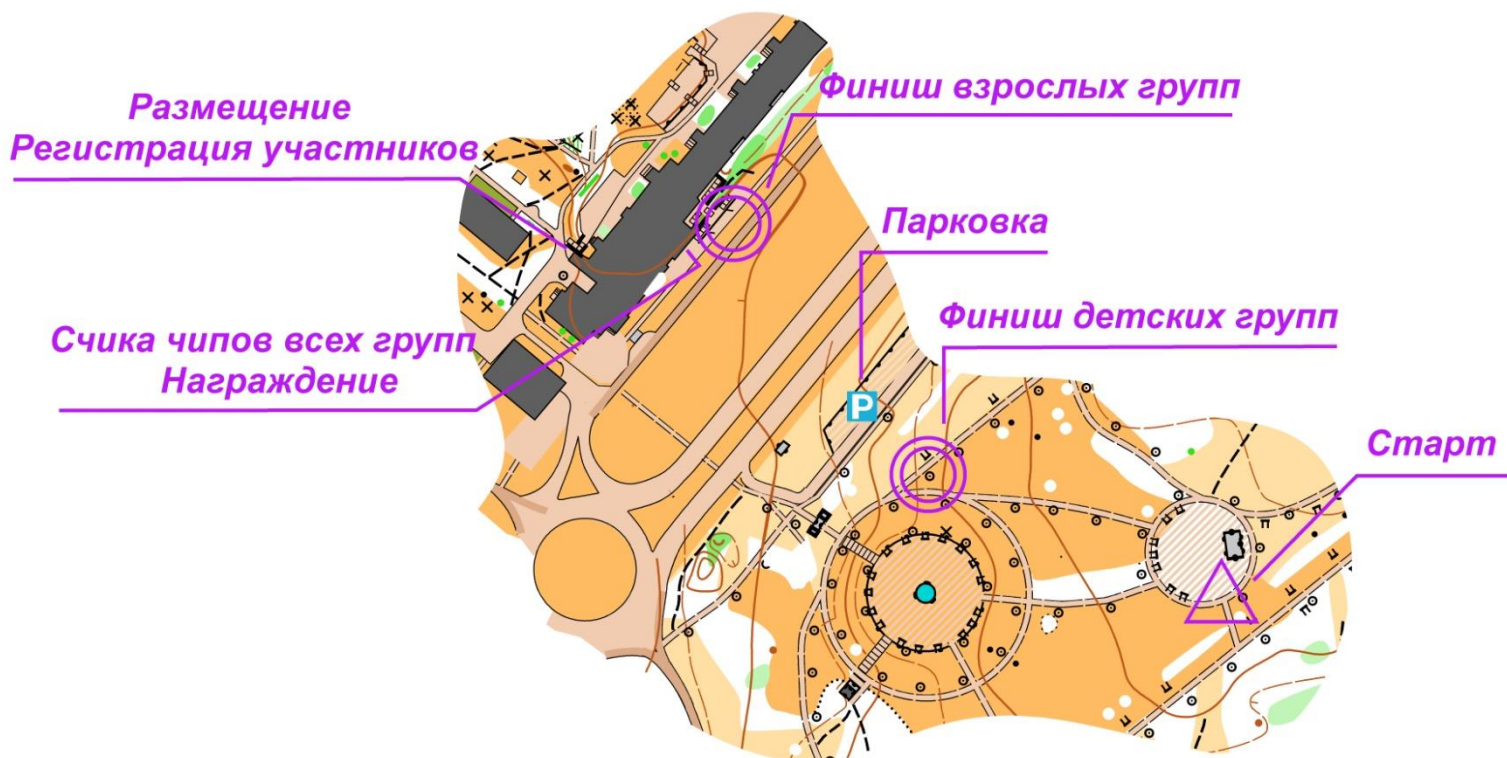 Размещение
Регистрация участников
Финиш взрослых групп
Парковка
Счика чипов всех групп
Награждение
Финиш детских групп
P
Старт